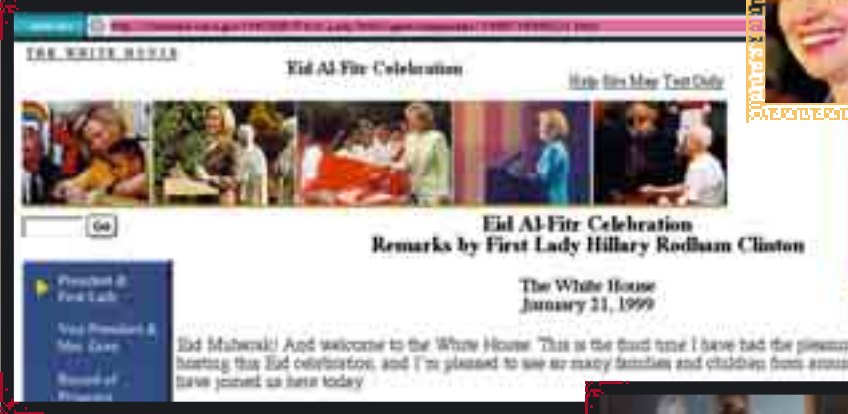 THE WHITE HOUSE
Eid Al-Fitr Celebration
Help Site Map Text Only
Go
Eid Al-Fitr Celebration
Remarks by First Lady Hillary Rodham Clinton
The White House
January 21, 1999
President &
First Lady
Vice President &
Mrs. Gore
Record of
Progress
Eid Mubarak! And welcome to the White House. This is the third time I have had the pleasure
hosting this Eid celebration, and I'm pleased to see so many families and children from
have joined us here today